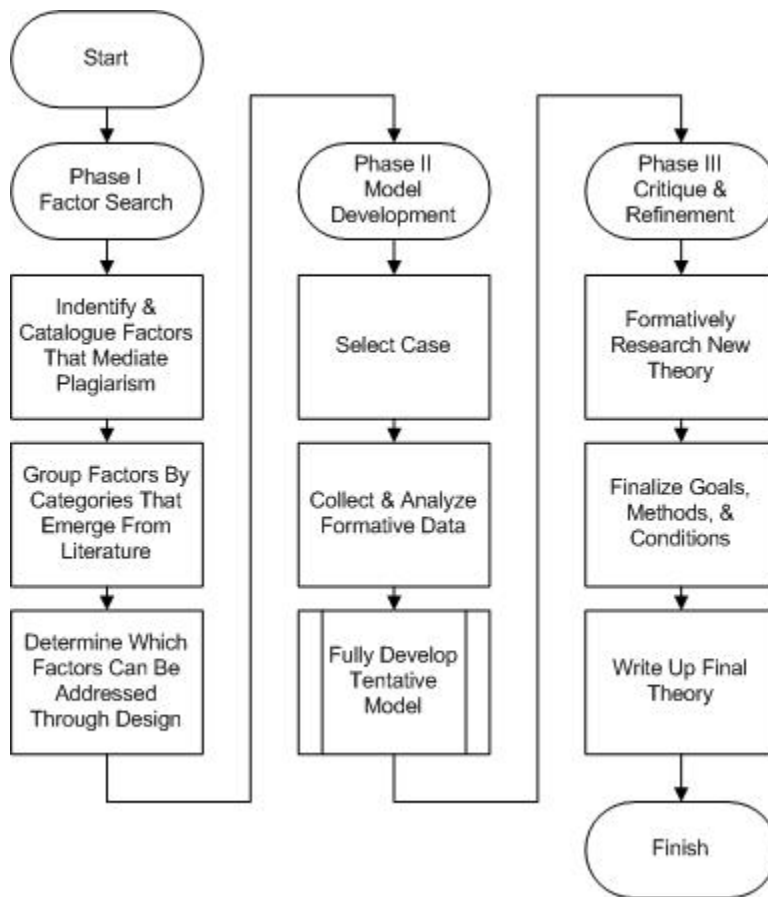 Start
Phase I
Factor Search
Indentify &
Catalogue Factors
That Mediate
Plagiarism
Group Factors By
Categories That
Emerge From
Literature
Determine Which
Factors Can Be
Addressed
Through Design
Phase II
Model
Development
Select Case
Collect & Analyze
Formative Data
Fully Develop
Tentative
Model
Phase III
Critique &
Refinement
Formatively
Research New
Theory
Finalize Goals,
Methods, &
Conditions
Write Up Final
Theory
Finish